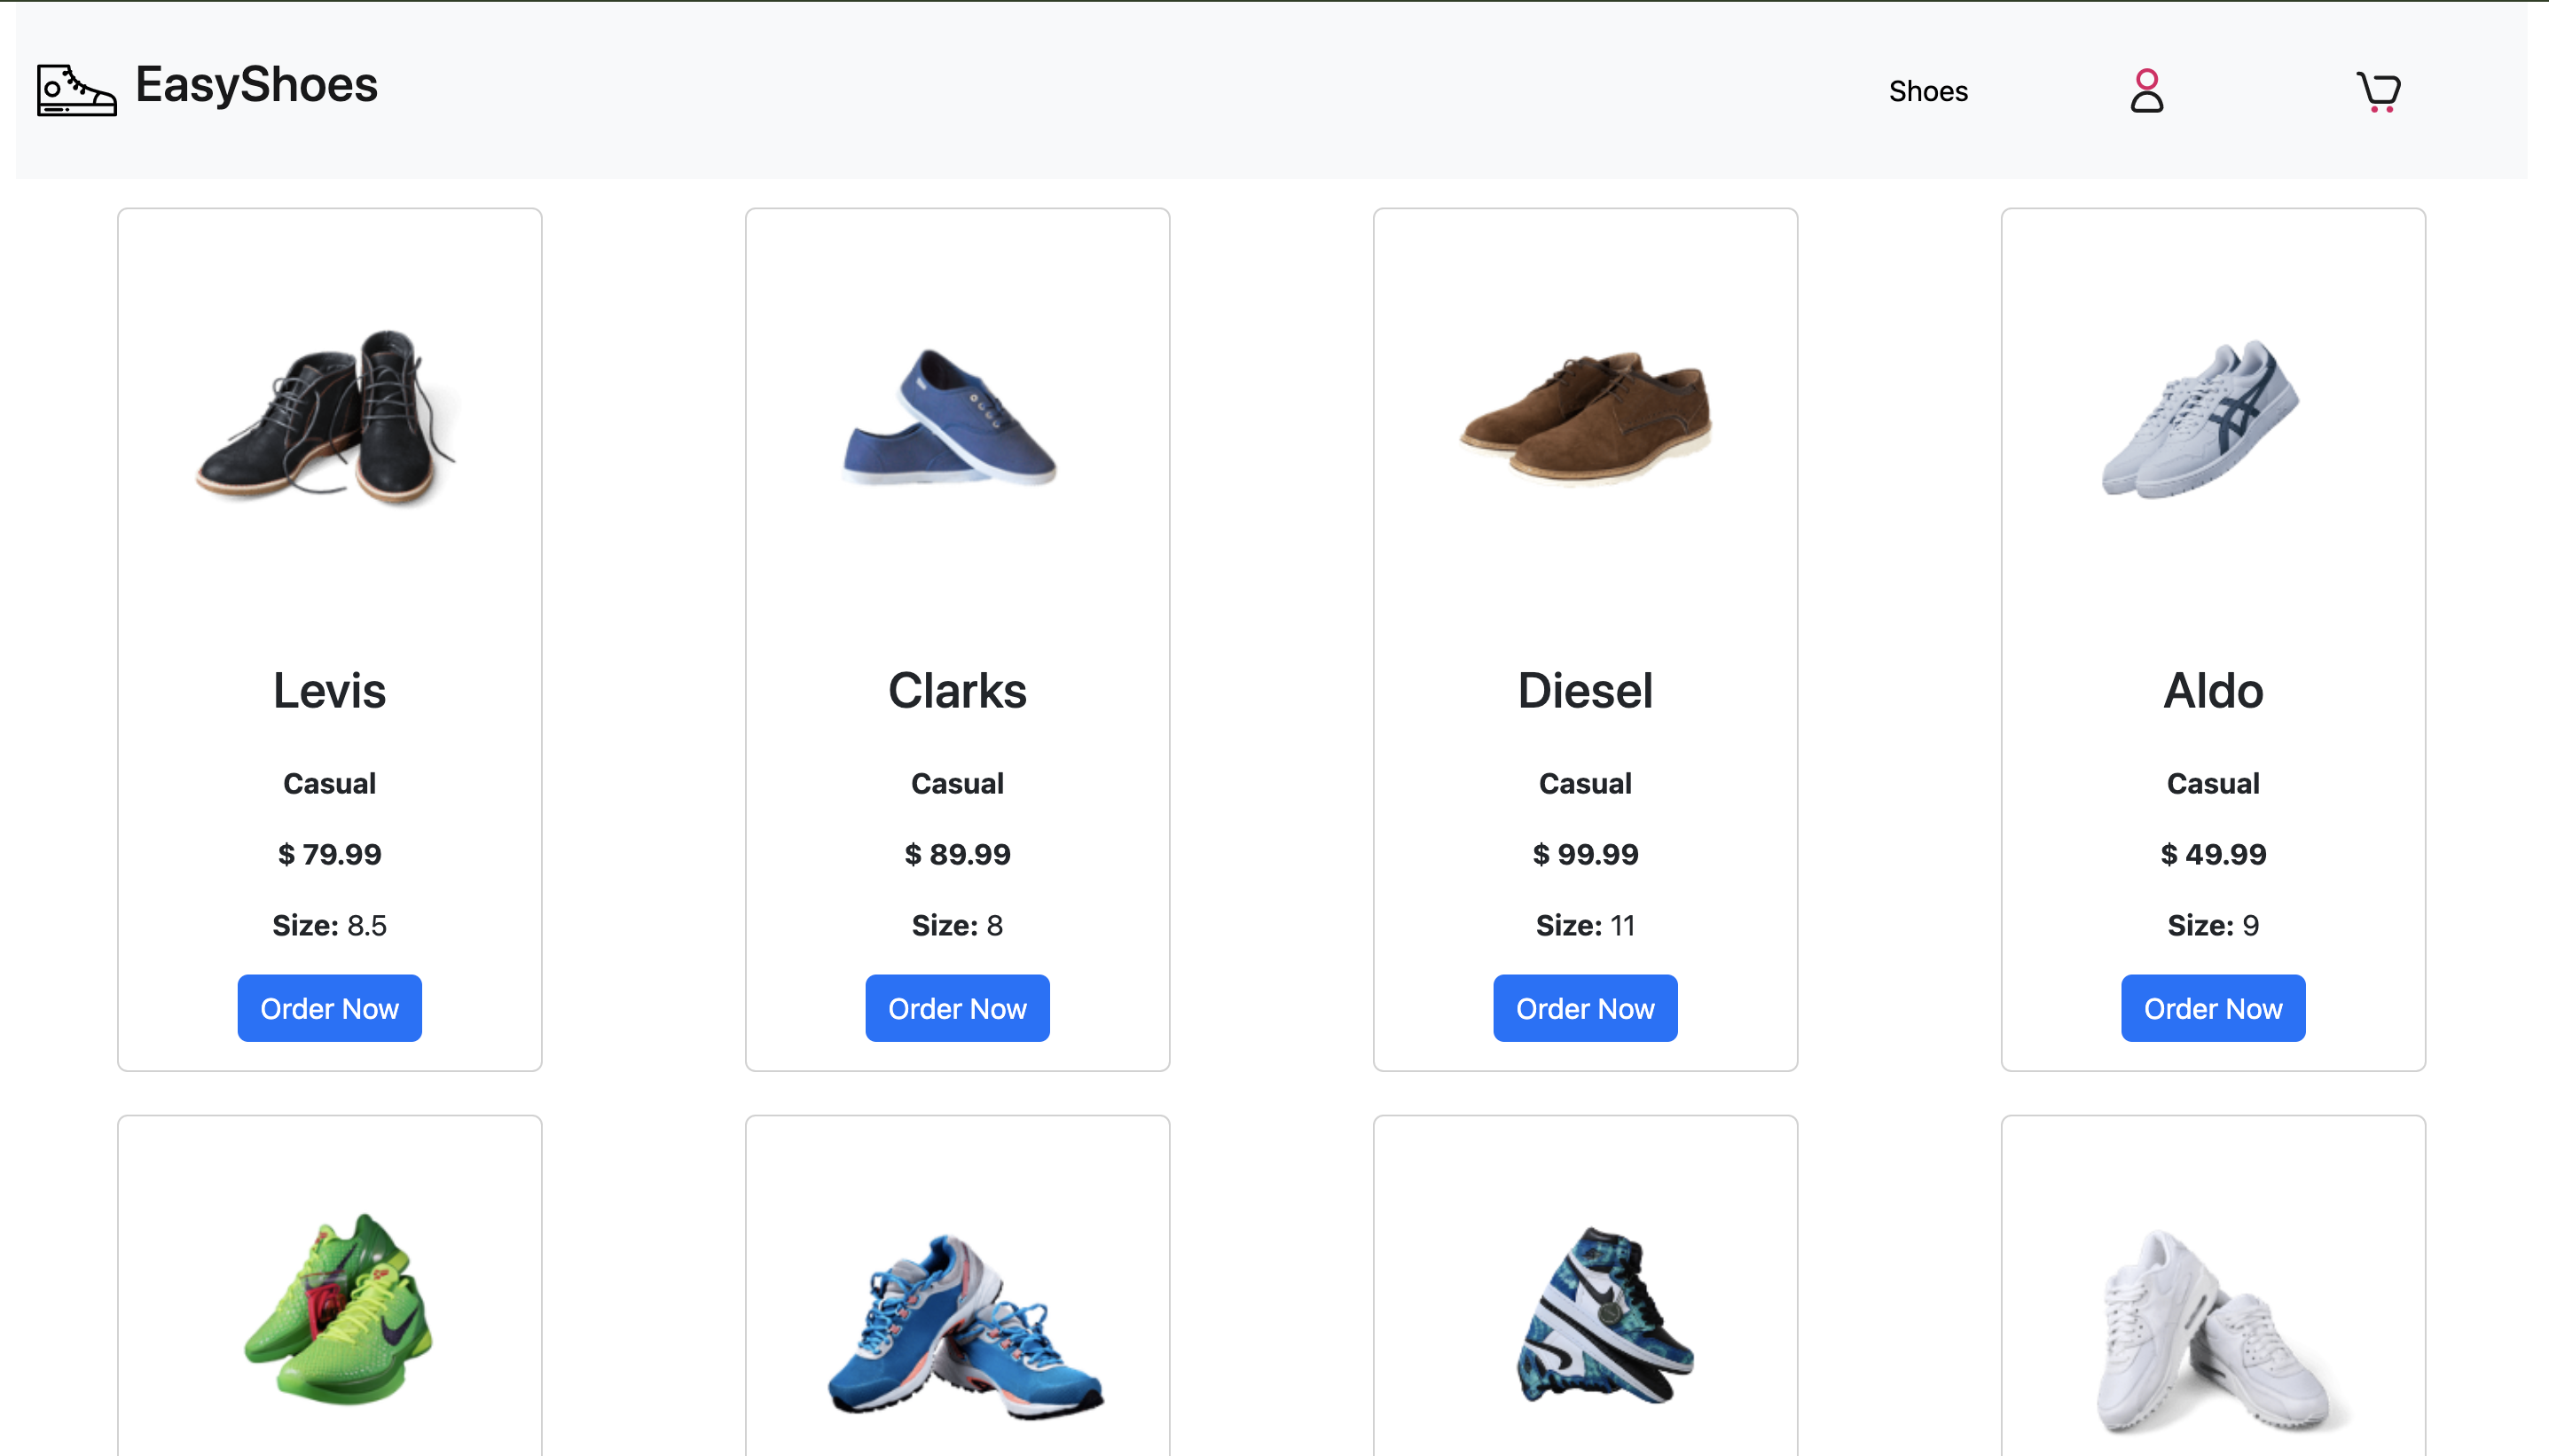 EasyShoes
Shoes
Levis
Casual
$ 79.99
Size: 8.5
Order Now
Clarks
Casual
$ 89.99
Size: 8
Order Now
Diesel
Casual
$ 99.99
Size: 11
Order Now
Aldo
Casual
$ 49.99
Size: 9
Order Now